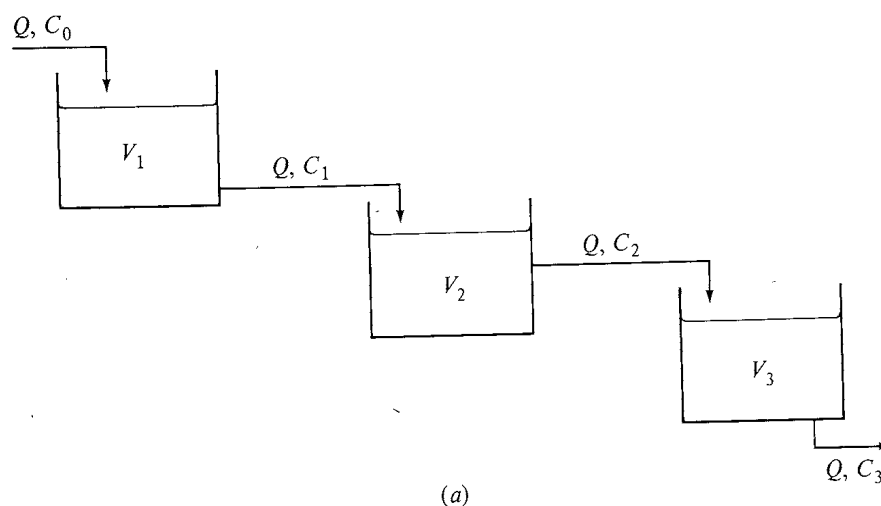 Q, C₀
V₁
Q, C₁
V₂
Q, C₂
V₃
Q, C₃
(a)